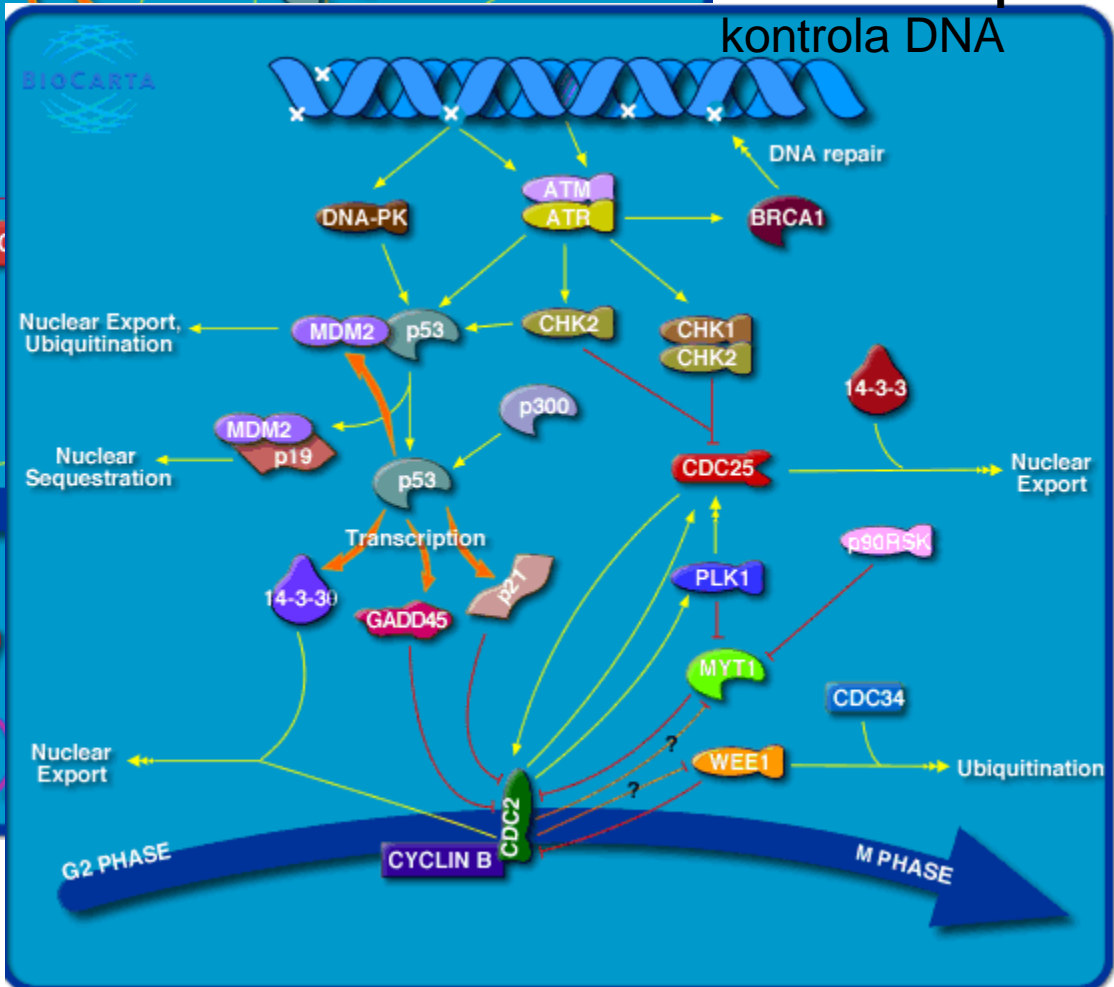 kontrola DNA
BIOCARTA
DNA repair
ATM
DNA-PK
ATR
BRCA1
Nuclear Export,
Ubiquitination
MDM2
p53
CHK2
CHK1
CHK2
14-3-3
p300
MDM2
p19
Nuclear
Sequestration
p53
CDC25
Nuclear
Export
Transcription
p90RSK
14-3-3σ
GADD45
p21
PLK1
MYT1
CDC34
?
Nuclear
Export
?
WEE1
Ubiquitination
CDC2
CYCLIN B
G2 PHASE
M PHASE